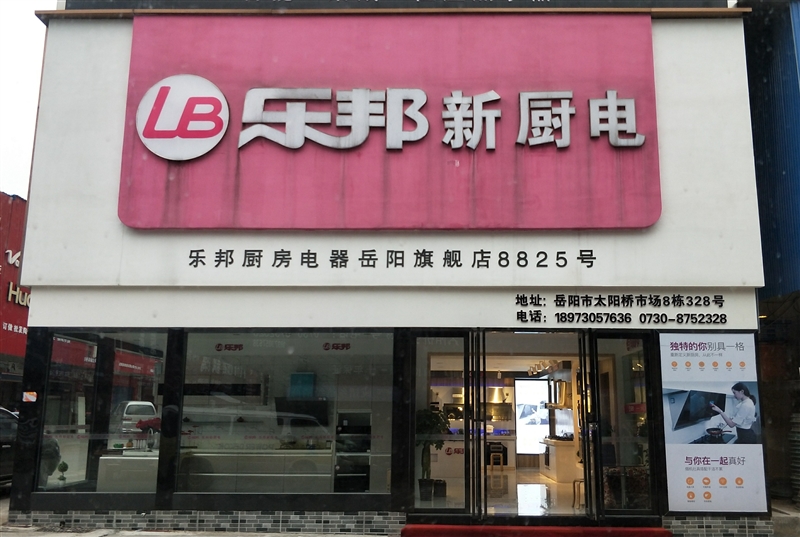 LB 乐邦新厨电
乐邦厨房电器岳阳旗舰店8825号
地址：岳阳市太阳桥市场8栋328号
电话：18973057636 0730-8752328
乐邦
乐邦
独特的你别具一格
乐邦
与你在一起真好